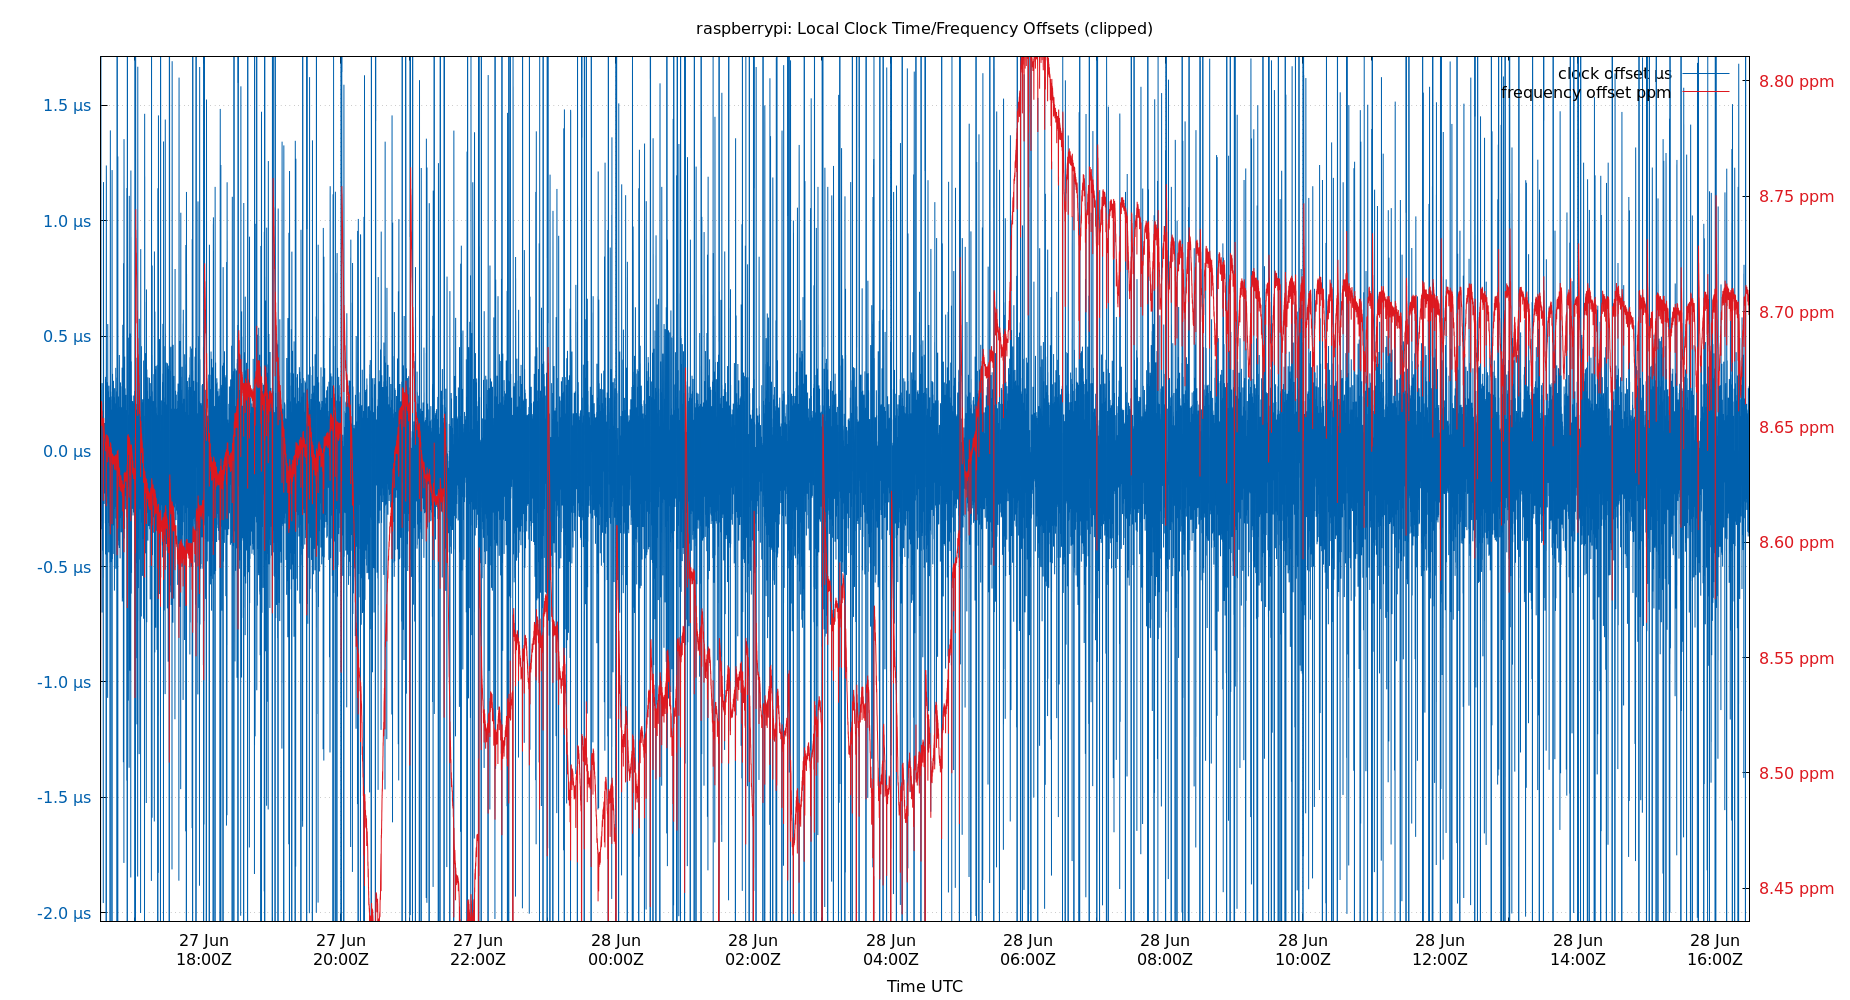 raspberrypi: Local Clock Time/Frequency Offsets (clipped)
clock offset µs
frequency offset ppm
1.5 µs
1.0 µs
0.5 µs
0.0 µs
-0.5 µs
-1.0 µs
-1.5 µs
-2.0 µs
8.80 ppm
8.75 ppm
8.70 ppm
8.65 ppm
8.60 ppm
8.55 ppm
8.50 ppm
8.45 ppm
27 Jun 27 Jun 27 Jun 28 Jun 28 Jun 28 Jun 28 Jun 28 Jun 28 Jun 28 Jun 28 Jun 28 Jun
18:00Z 20:00Z 22:00Z 00:00Z 02:00Z 04:00Z 06:00Z 08:00Z 10:00Z 12:00Z 14:00Z 16:00Z
Time UTC